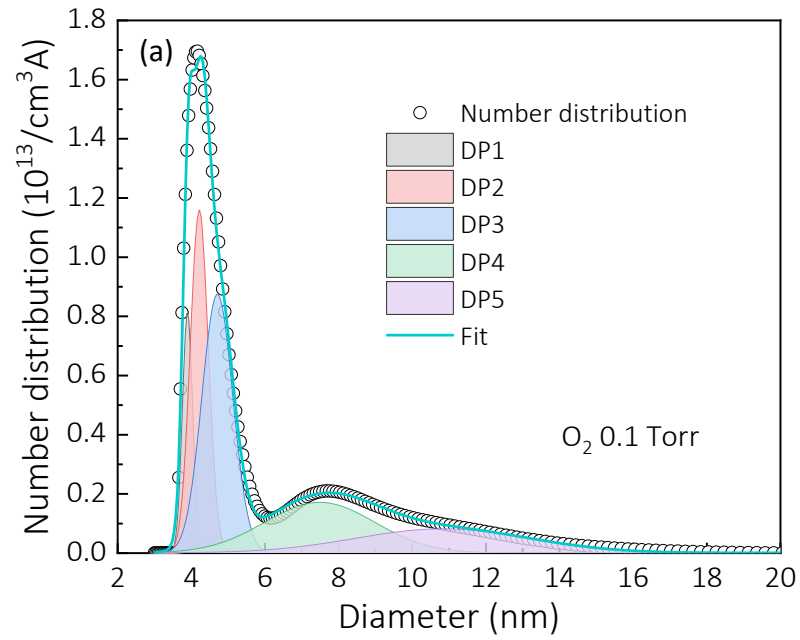 (a)
Number distribution (10¹³/cm³A)
1.8
1.6
1.4
1.2
1.0
0.8
0.6
0.4
0.2
0.0
Number distribution
DP1
DP2
DP3
DP4
DP5
Fit
O₂ 0.1 Torr
2 4 6 8 10 12 14 16 18 20
Diameter (nm)